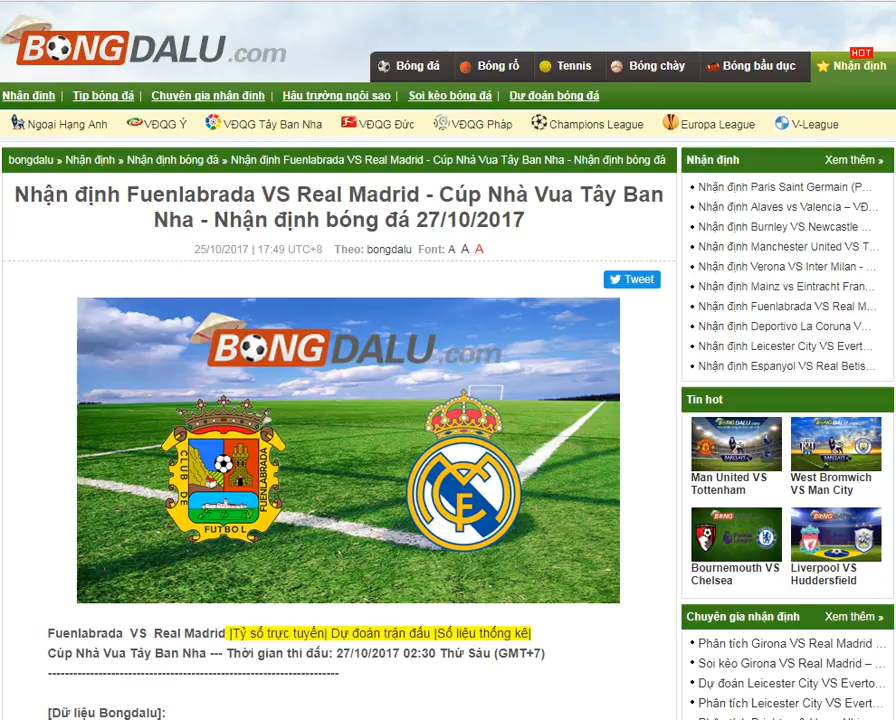 BONGDALU.com
Bóng đá Bóng rổ Tennis Bóng chày Bóng bầu dục HOT Nhận định
Nhận định | Tip bóng đá | Chuyên gia nhận định | Hậu trường ngôi sao | Soi kèo bóng đá | Dự đoán bóng đá
Ngoại Hạng Anh VĐQG Ý VĐQG Tây Ban Nha VĐQG Đức VĐQG Pháp Champions League Europa League V-League
bongdalu » Nhận định » Nhận định bóng đá » Nhận định Fuenlabrada VS Real Madrid - Cúp Nhà Vua Tây Ban Nha - Nhận định bóng đá
Nhận định Fuenlabrada VS Real Madrid - Cúp Nhà Vua Tây Ban
Nha - Nhận định bóng đá 27/10/2017
25/10/2017 | 17:49 UTC+8 Theo: bongdalu Font: A A A
Tweet
BONGDALU.com
CLUB DE
FUENLABRADA
FUTBOL
Fuenlabrada VS Real Madrid |Tỷ số trực tuyến| Dự đoán trận đấu |Số liệu thống kê|
Cúp Nhà Vua Tây Ban Nha --- Thời gian thi đấu: 27/10/2017 02:30 Thứ Sáu (GMT+7)
---------------------------------------------------------------------
[Dữ liệu Bongdalu]:
Nhận định Xem thêm »
Nhận định Paris Saint Germain (P...
Nhận định Alaves vs Valencia – VĐ...
Nhận định Burnley VS Newcastle ...
Nhận định Manchester United VS T...
Nhận định Verona VS Inter Milan - ...
Nhận định Mainz vs Eintracht Fran...
Nhận định Fuenlabrada VS Real M...
Nhận định Deportivo La Coruna V...
Nhận định Leicester City VS Evert...
Nhận định Espanyol VS Real Betis...
Tin hot
Man United VS
Tottenham
West Bromwich
VS Man City
Bournemouth VS
Chelsea
Liverpool VS
Huddersfield
Chuyên gia nhận định Xem thêm »
Phân tích Girona VS Real Madrid ...
Soi kèo Girona VS Real Madrid – ...
Dự đoán Leicester City VS Everto...
Phân tích Leicester City VS Evert...